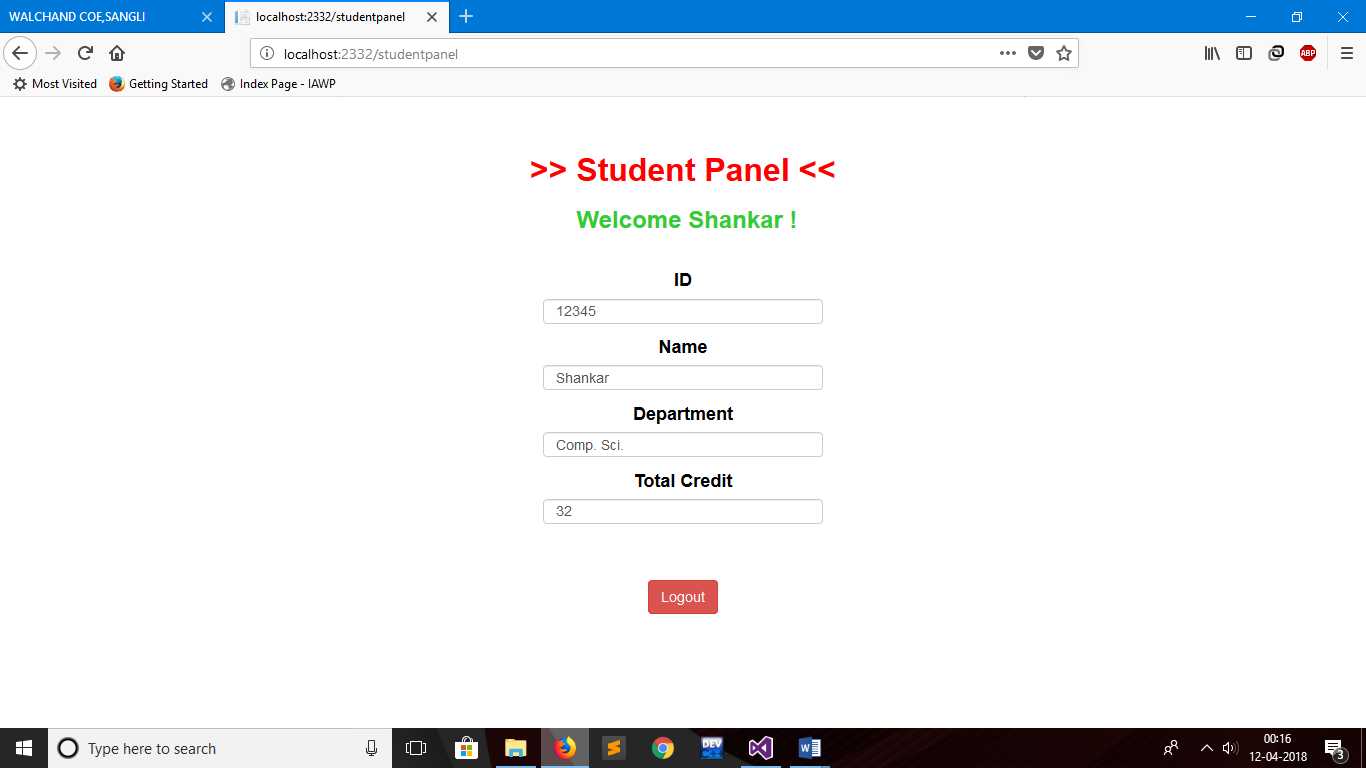 WALCHAND COE,SANGLI
localhost:2332/studentpanel
localhost:2332/studentpanel
ABP
Most Visited Getting Started Index Page - IAWP
>> Student Panel <<
Welcome Shankar !
ID
12345
Name
Shankar
Department
Comp. Sci.
Total Credit
32
Logout
Type here to search
DEV
00:16
12-04-2018
3